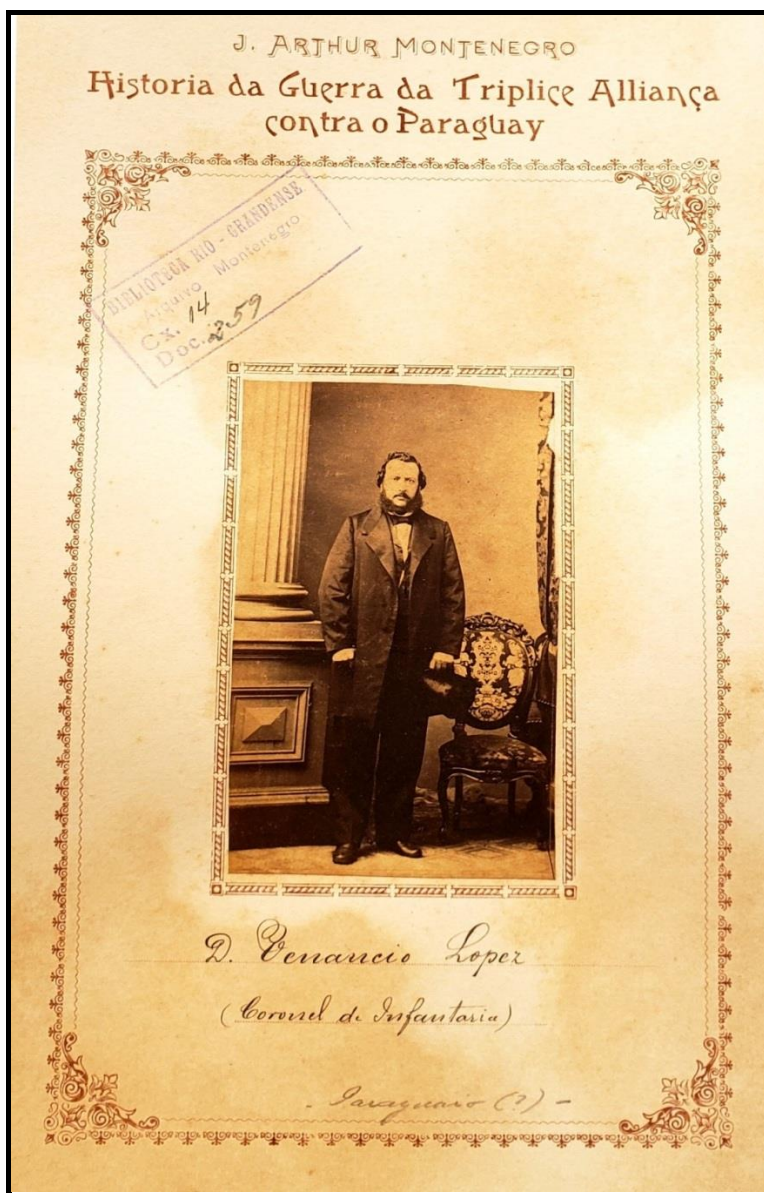 J. ARTHUR MONTENEGRO
Historia da Guerra da Triplice Alliança
contra o Paraguay
BIBLIOTECA RIO-GRANDENSE
Arquivo Montenegro
Cx. 14
Doc. 259
D. Venancio Lopez
(Coronel de Infantaria)
- Paraguaio (?) -